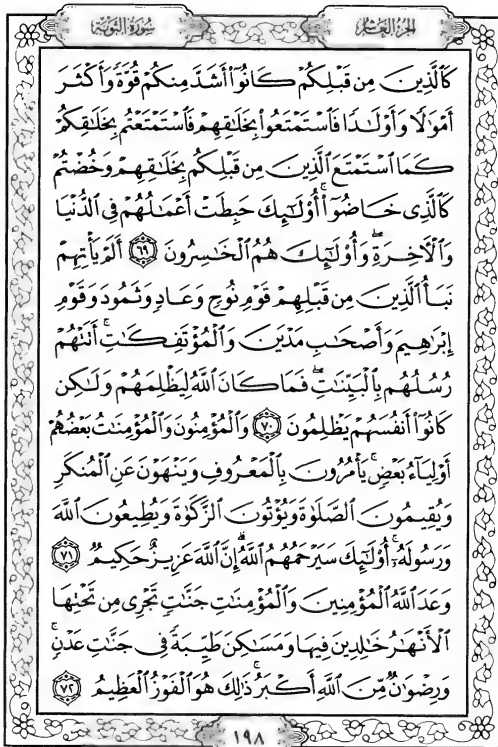 الجزء العاشر
سورة التوبة
كَٱلَّذِينَ مِن قَبْلِكُمْ كَانُوٓا۟ أَشَدَّ مِنكُمْ قُوَّةً وَأَكْثَرَ
أَمْوَٰلًا وَأَوْلَٰدًا فَٱسْتَمْتَعُوا۟ بِخَلَٰقِهِمْ فَٱسْتَمْتَعْتُم بِخَلَٰقِكُمْ
كَمَا ٱسْتَمْتَعَ ٱلَّذِينَ مِن قَبْلِكُم بِخَلَٰقِهِمْ وَخُضْتُمْ
كَٱلَّذِى خَاضُوٓا۟ ۚ أُو۟لَٰٓئِكَ حَبِطَتْ أَعْمَٰلُهُمْ فِى ٱلدُّنْيَا
وَٱلْءَاخِرَةِ ۖ وَأُو۟لَٰٓئِكَ هُمُ ٱلْخَٰسِرُونَ ٦٩ أَلَمْ يَأْتِهِمْ
نَبَأُ ٱلَّذِينَ مِن قَبْلِهِمْ قَوْمِ نُوحٍ وَعَادٍ وَثَمُودَ وَقَوْمِ
إِبْرَٰهِيمَ وَأَصْحَٰبِ مَدْيَنَ وَٱلْمُؤْتَفِكَٰتِ ۚ أَتَتْهُمْ
رُسُلُهُم بِٱلْبَيِّنَٰتِ ۖ فَمَا كَانَ ٱللَّهُ لِيَظْلِمَهُمْ وَلَٰكِن
كَانُوٓا۟ أَنفُسَهُمْ يَظْلِمُونَ ٧٠ وَٱلْمُؤْمِنُونَ وَٱلْمُؤْمِنَٰتُ بَعْضُهُمْ
أَوْلِيَآءُ بَعْضٍ ۚ يَأْمُرُونَ بِٱلْمَعْرُوفِ وَيَنْهَوْنَ عَنِ ٱلْمُنكَرِ
وَيُقِيمُونَ ٱلصَّلَوٰةَ وَيُؤْتُونَ ٱلزَّكَوٰةَ وَيُطِيعُونَ ٱللَّهَ
وَرَسُولَهُۥٓ ۚ أُو۟لَٰٓئِكَ سَيَرْحَمُهُمُ ٱللَّهُ ۗ إِنَّ ٱللَّهَ عَزِيزٌ حَكِيمٌ ٧١
وَعَدَ ٱللَّهُ ٱلْمُؤْمِنِينَ وَٱلْمُؤْمِنَٰتِ جَنَّٰتٍ تَجْرِى مِن تَحْتِهَا
ٱلْأَنْهَٰرُ خَٰلِدِينَ فِيهَا وَمَسَٰكِنَ طَيِّبَةً فِى جَنَّٰتِ عَدْنٍ ۚ
وَرِضْوَٰنٌ مِّنَ ٱللَّهِ أَكْبَرُ ۚ ذَٰلِكَ هُوَ ٱلْفَوْزُ ٱلْعَظِيمُ ٧٢
١٩٨